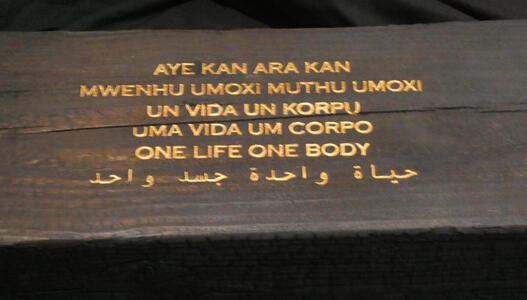 AYE KAN ARA KAN
MWENHU UMOXI MUTHU UMOXI
UN VIDA UN KORPU
UMA VIDA UM CORPO
ONE LIFE ONE BODY
حياة واحدة جسد واحد